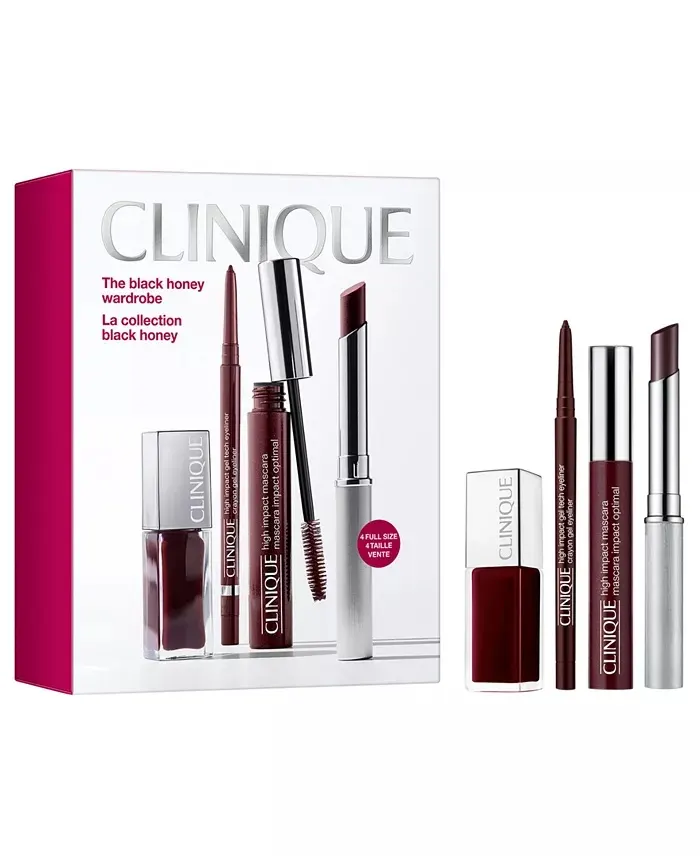 CLINIQUE
The black honey
wardrobe
La collection
black honey
CLINIQUE
CLINIQUE high impact gel tech eyeliner
crayon gel eyeliner
CLINIQUE high impact mascara
mascara impact optimal
4 FULL SIZE
4 TAILLE
VENTE
CLINIQUE
CLINIQUE high impact gel tech eyeliner
crayon gel eyeliner
CLINIQUE high impact mascara
mascara impact optimal